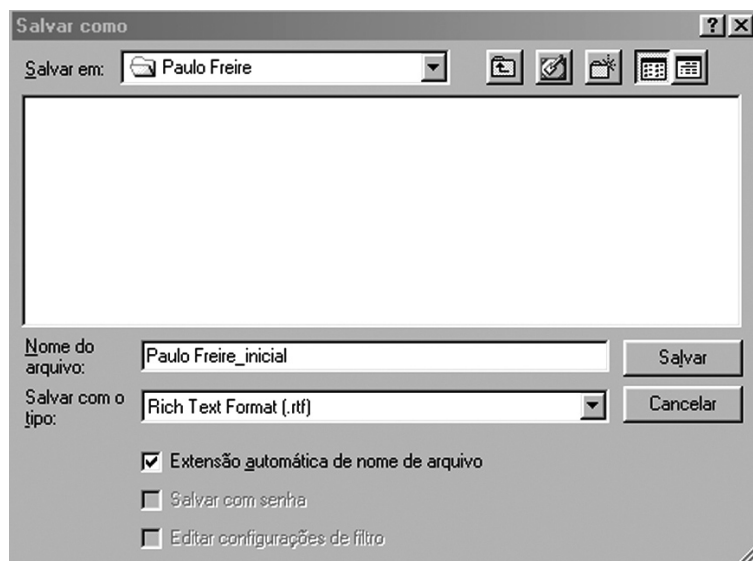 Salvar como
Salvar em: Paulo Freire
Nome do
arquivo:
Paulo Freire_inicial
Salvar
Salvar com o
tipo:
Rich Text Format (.rtf)
Cancelar
Extensão automática de nome de arquivo
Salvar com senha
Editar configurações de filtro